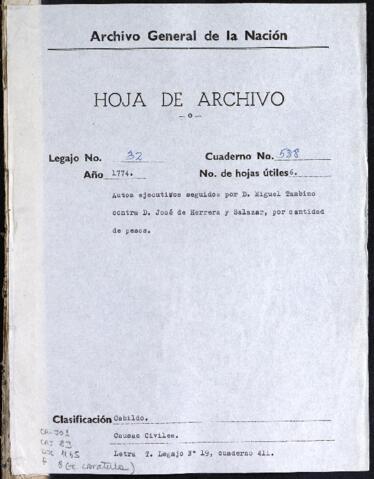 Archivo General de la Nación
HOJA DE ARCHIVO
—o—
Legajo No. 32 Cuaderno No. 538
Año 1774. No. de hojas útiles 6.
Autos ejecutivos seguidos por D. Miguel Tambino
contra D. José de Herrera y Salazar, por cantidad
de pesos.
Clasificación Cabildo.
Causas Civiles.
Letra T. Legajo Nº 19, cuaderno 411.